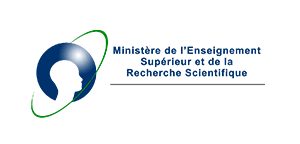 Ministère de l'Enseignement
Supérieur et de la
Recherche Scientifique